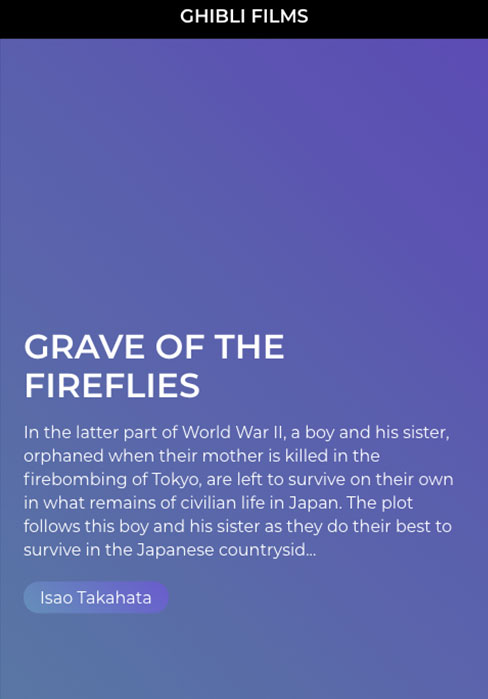 GHIBLI FILMS
GRAVE OF THE
FIREFLIES
In the latter part of World War II, a boy and his sister,
orphaned when their mother is killed in the
firebombing of Tokyo, are left to survive on their own
in what remains of civilian life in Japan. The plot
follows this boy and his sister as they do their best to
survive in the Japanese countrysid...
Isao Takahata